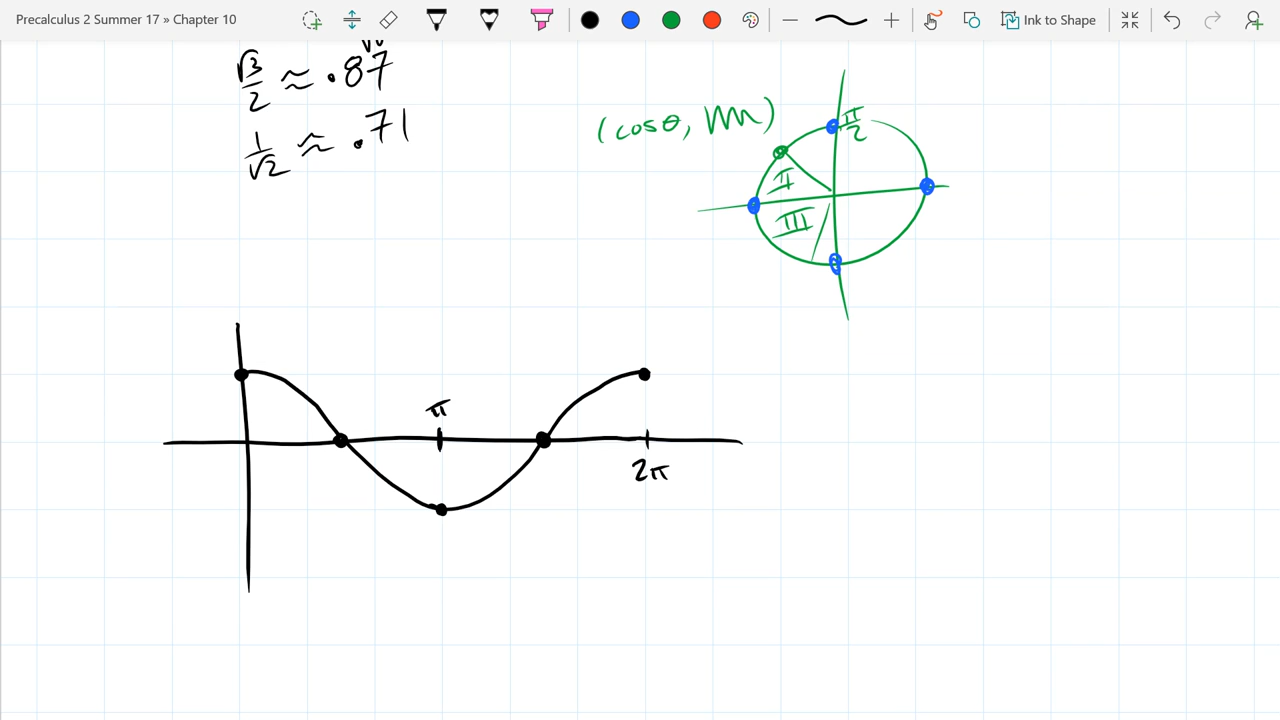 Precalculus 2 Summer 17 » Chapter 10
Ink to Shape
√3/2 ≈ .87
1/√2 ≈ .71
(cosθ, )
π/2
II
III
π
2π